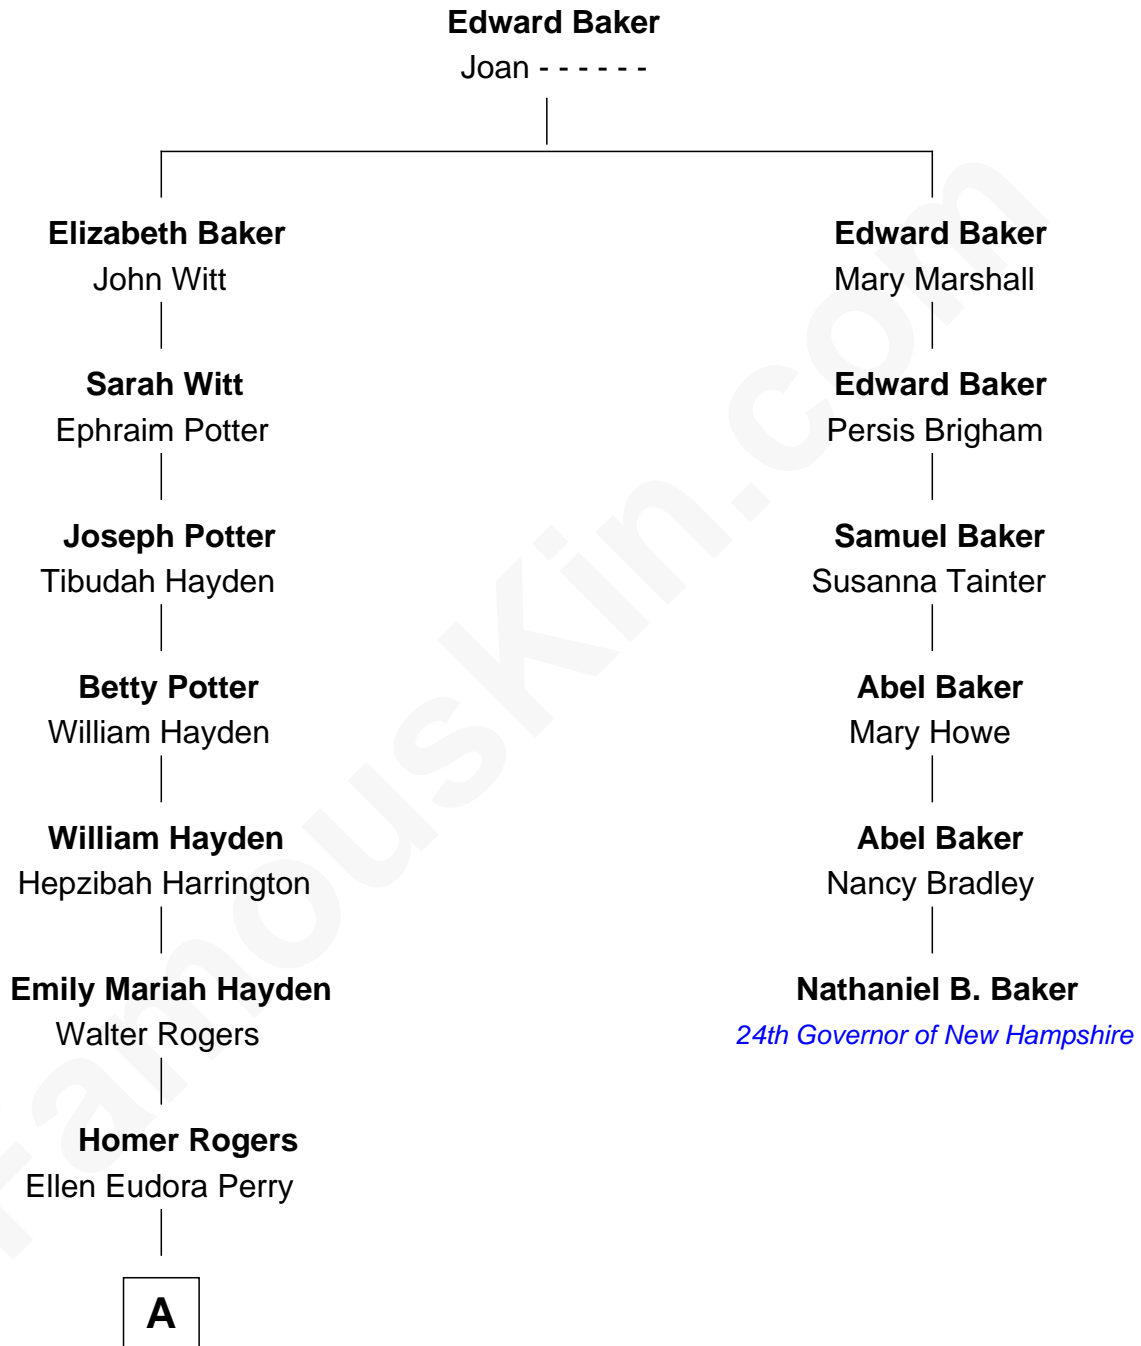 Edward Baker
Joan - - - - - -
Elizabeth Baker
John Witt
Edward Baker
Mary Marshall
Sarah Witt
Ephraim Potter
Edward Baker
Persis Brigham
Joseph Potter
Tibudah Hayden
Samuel Baker
Susanna Tainter
Betty Potter
William Hayden
Abel Baker
Mary Howe
William Hayden
Hepzibah Harrington
Abel Baker
Nancy Bradley
Emily Mariah Hayden
Walter Rogers
Nathaniel B. Baker
24th Governor of New Hampshire
Homer Rogers
Ellen Eudora Perry
A
FamousKin.com